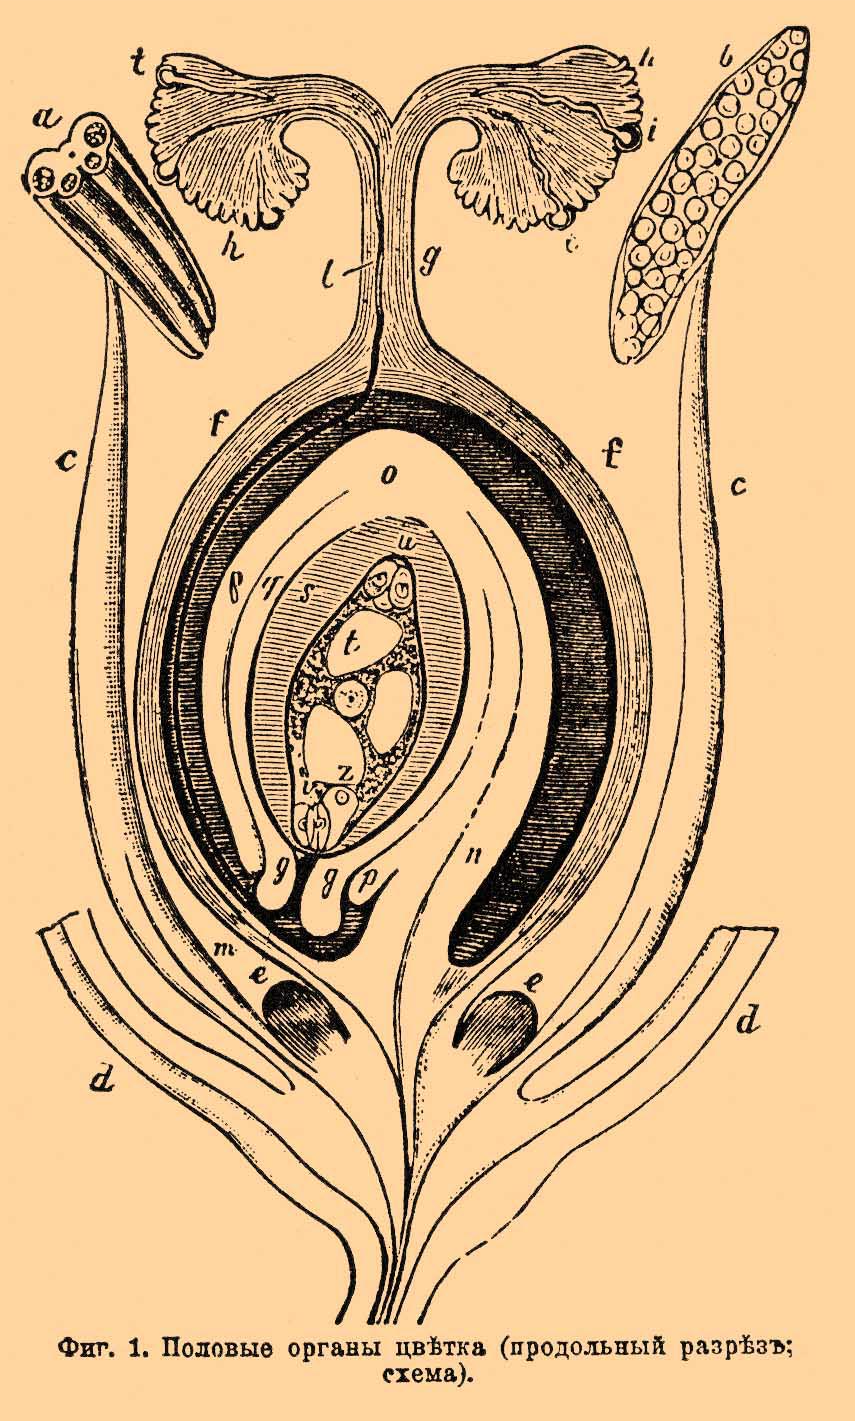 t
h
b
a
i
h
g
l
f
f
c
c
o
u
p
q
s
t
z
n
g
g
p
m
e
e
d
d
Фиг. 1. Половые органы цвѣтка (продольный разрѣзъ;
схема).